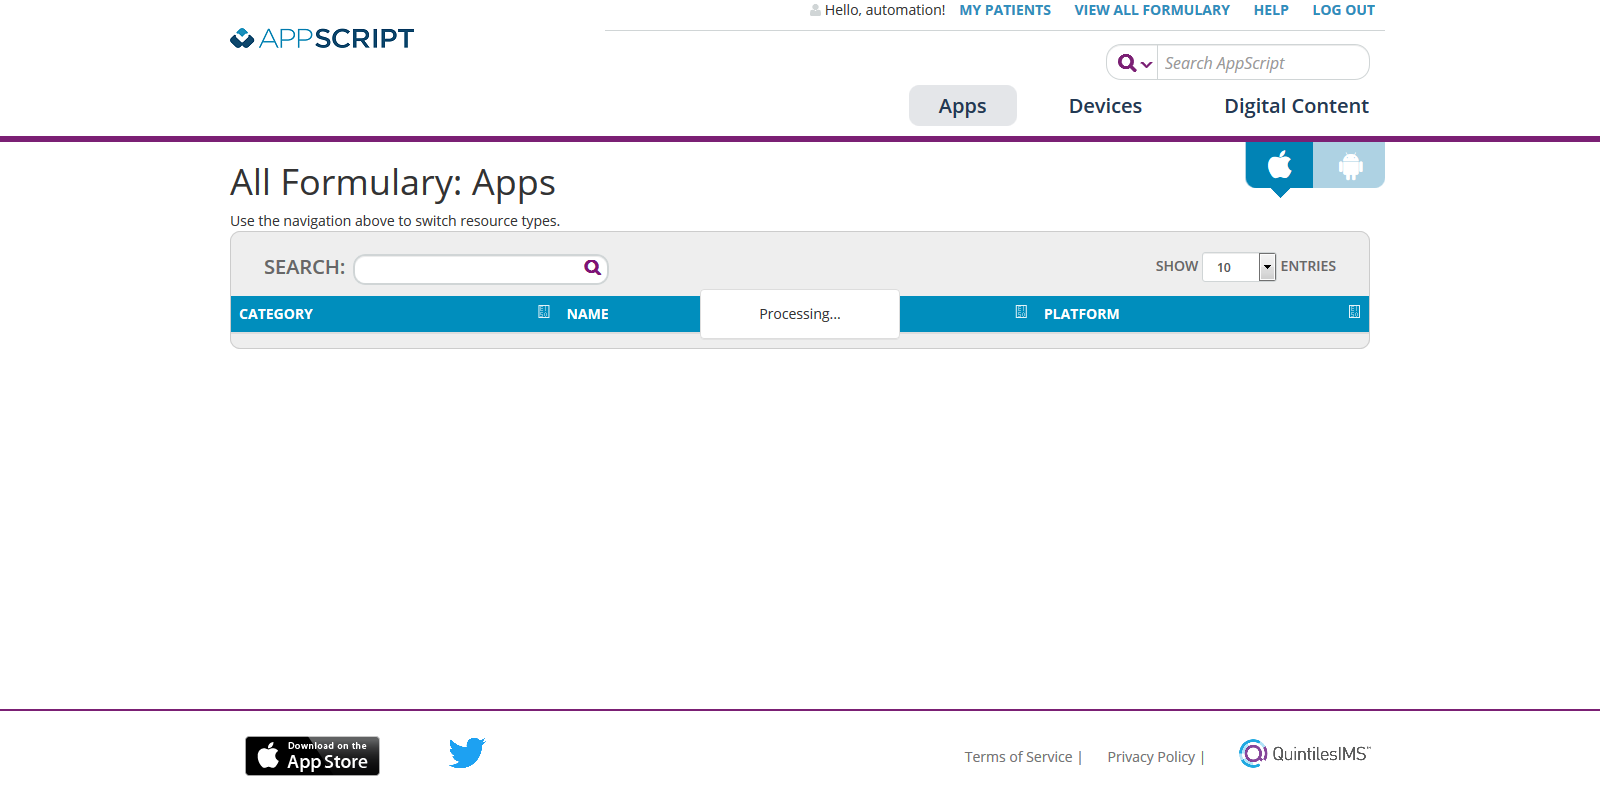 Hello, automation! MY PATIENTS VIEW ALL FORMULARY HELP LOG OUT
APPSCRIPT
Search AppScript
Apps Devices Digital Content
All Formulary: Apps
Use the navigation above to switch resource types.
SEARCH: SHOW 10 ENTRIES
CATEGORY NAME Processing... PLATFORM
Download on the
App Store
Terms of Service | Privacy Policy | QuintilesIMS™